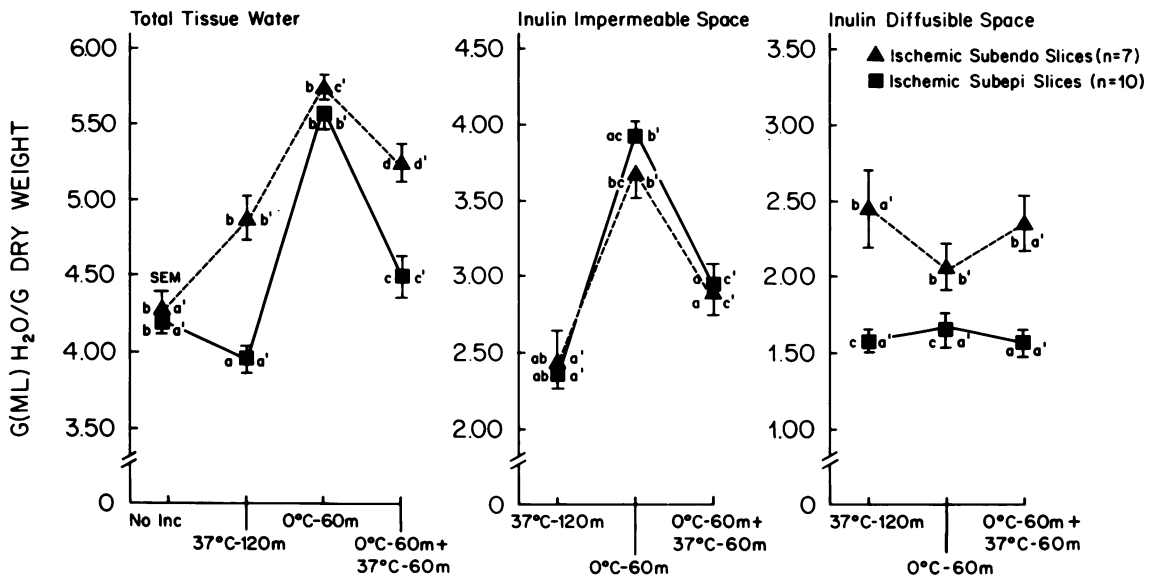 Total Tissue Water
Inulin Impermeable Space
Inulin Diffusible Space
G(ML) H₂O/G DRY WEIGHT
6.00
5.50
5.00
4.50
4.00
3.50
0
SEM
b a'
b a'
b b'
a a'
b c'
b b'
d d'
c c'
No Inc
37°C-120m
0°C-60m
0°C-60m+
37°C-60m
4.50
4.00
3.50
3.00
2.50
2.00
0
ab a'
ab a'
ac b'
bc b'
a c'
a c'
37°C-120m
0°C-60m
0°C-60m+
37°C-60m
3.50
3.00
2.50
2.00
1.50
1.00
0
▲ Ischemic Subendo Slices (n=7)
■ Ischemic Subepi Slices (n=10)
b a'
b b'
b a'
c a'
c a'
a a'
37°C-120m
0°C-60m
0°C-60m+
37°C-60m